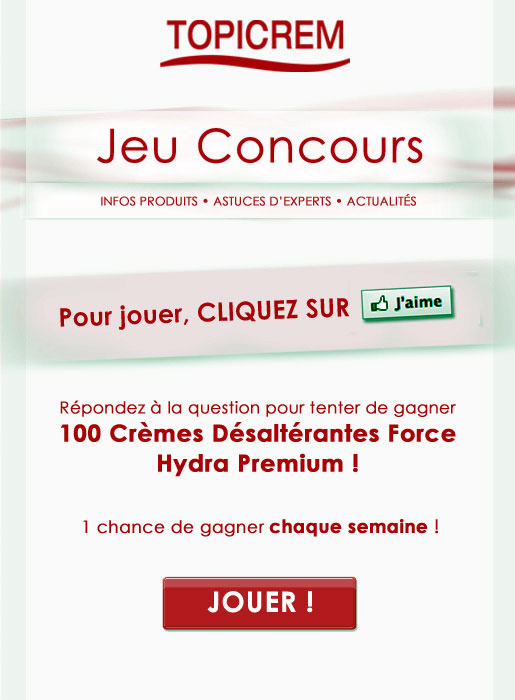 TOPICREM
Jeu Concours
INFOS PRODUITS • ASTUCES D'EXPERTS • ACTUALITÉS
Pour jouer, CLIQUEZ SUR J'aime
Répondez à la question pour tenter de gagner
100 Crèmes Désaltérantes Force
Hydra Premium !
1 chance de gagner chaque semaine !
JOUER !